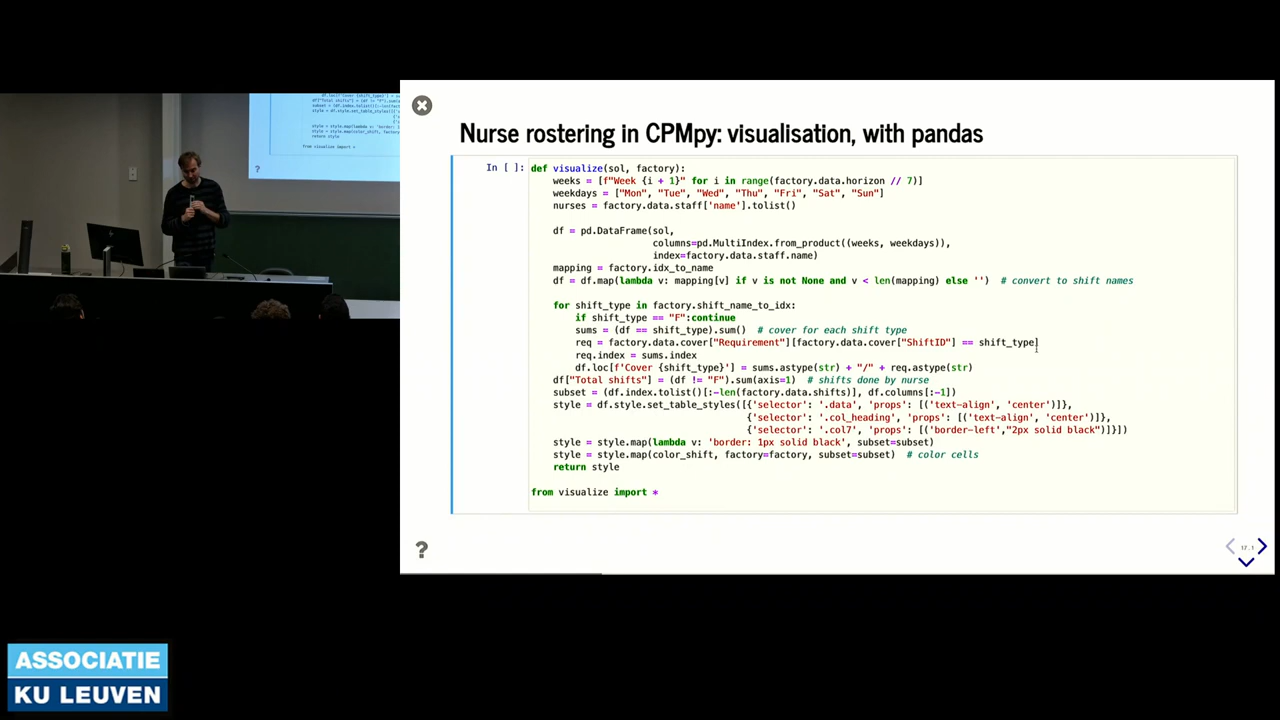 Nurse rostering in CPMpy: visualisation, with pandas
In [ ]:
def visualize(sol, factory):
    weeks = [f"Week {i + 1}" for i in range(factory.data.horizon // 7)]
    weekdays = ["Mon", "Tue", "Wed", "Thu", "Fri", "Sat", "Sun"]
    nurses = factory.data.staff['name'].tolist()
    df = pd.DataFrame(sol,
                      columns=pd.MultiIndex.from_product((weeks, weekdays)),
                      index=factory.data.staff.name)
    mapping = factory.idx_to_name
    df = df.map(lambda v: mapping[v] if v is not None and v < len(mapping) else '')  # convert to shift names
    for shift_type in factory.shift_name_to_idx:
        if shift_type == "F":continue
        sums = (df == shift_type).sum()  # cover for each shift type
        req = factory.data.cover["Requirement"][factory.data.cover["ShiftID"] == shift_type]
        req.index = sums.index
        df.loc[f'Cover {shift_type}'] = sums.astype(str) + "/" + req.astype(str)
    df["Total shifts"] = (df != "F").sum(axis=1)  # shifts done by nurse
    subset = (df.index.tolist()[:-len(factory.data.shifts)], df.columns[:-1])
    style = df.style.set_table_styles([{'selector': '.data', 'props': [('text-align', 'center')]},
                                       {'selector': '.col_heading', 'props': [('text-align', 'center')]},
                                       {'selector': '.col7', 'props': [('border-left',"2px solid black")]}])
    style = style.map(lambda v: 'border: 1px solid black', subset=subset)
    style = style.map(color_shift, factory=factory, subset=subset)  # color cells
    return style
from visualize import *
?
17.1
ASSOCIATIE
KU LEUVEN